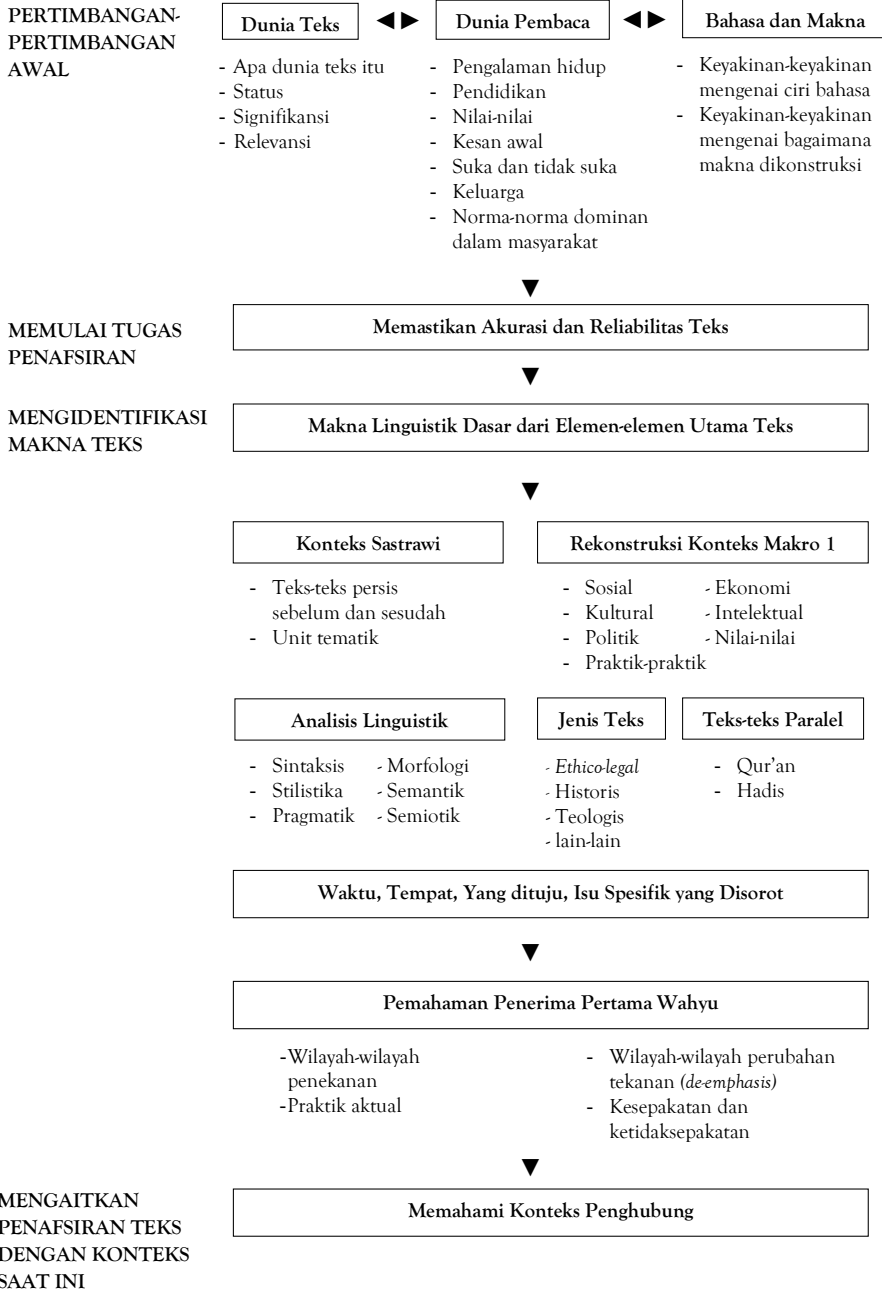 PERTIMBANGAN-
PERTIMBANGAN
AWAL
Dunia Teks
- Apa dunia teks itu
- Status
- Signifikansi
- Relevansi
Dunia Pembaca
- Pengalaman hidup
- Pendidikan
- Nilai-nilai
- Kesan awal
- Suka dan tidak suka
- Keluarga
- Norma-norma dominan
dalam masyarakat
Bahasa dan Makna
- Keyakinan-keyakinan
mengenai ciri bahasa
- Keyakinan-keyakinan
mengenai bagaimana
makna dikonstruksi
MEMULAI TUGAS
PENAFSIRAN
Memastikan Akurasi dan Reliabilitas Teks
MENGIDENTIFIKASI
MAKNA TEKS
Makna Linguistik Dasar dari Elemen-elemen Utama Teks
Konteks Sastrawi
- Teks-teks persis
sebelum dan sesudah
- Unit tematik
Rekonstruksi Konteks Makro 1
- Sosial - Ekonomi
- Kultural - Intelektual
- Politik - Nilai-nilai
- Praktik-praktik
Analisis Linguistik
- Sintaksis - Morfologi
- Stilistika - Semantik
- Pragmatik - Semiotik
Jenis Teks
- Ethico-legal
- Historis
- Teologis
- lain-lain
Teks-teks Paralel
- Qur'an
- Hadis
Waktu, Tempat, Yang dituju, Isu Spesifik yang Disorot
Pemahaman Penerima Pertama Wahyu
-Wilayah-wilayah
penekanan
-Praktik aktual
- Wilayah-wilayah perubahan
tekanan (de-emphasis)
- Kesepakatan dan
ketidaksepakatan
MENGAITKAN
PENAFSIRAN TEKS
DENGAN KONTEKS
SAAT INI
Memahami Konteks Penghubung